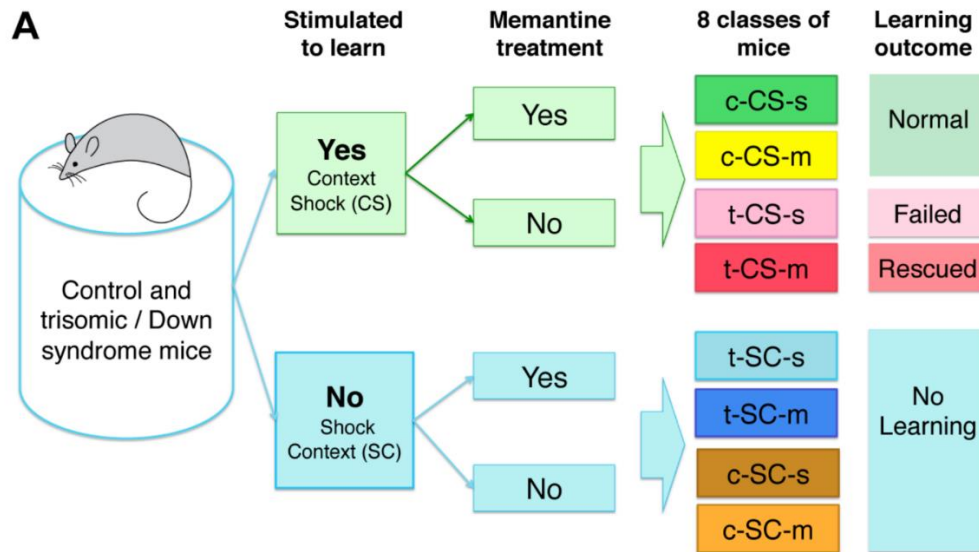 A
Stimulated
to learn
Memantine
treatment
8 classes of
mice
Learning
outcome
Control and
trisomic / Down
syndrome mice
Yes
Context
Shock (CS)
Yes
No
c-CS-s
c-CS-m
t-CS-s
t-CS-m
Normal
Failed
Rescued
No
Shock
Context (SC)
Yes
No
t-SC-s
t-SC-m
c-SC-s
c-SC-m
No
Learning